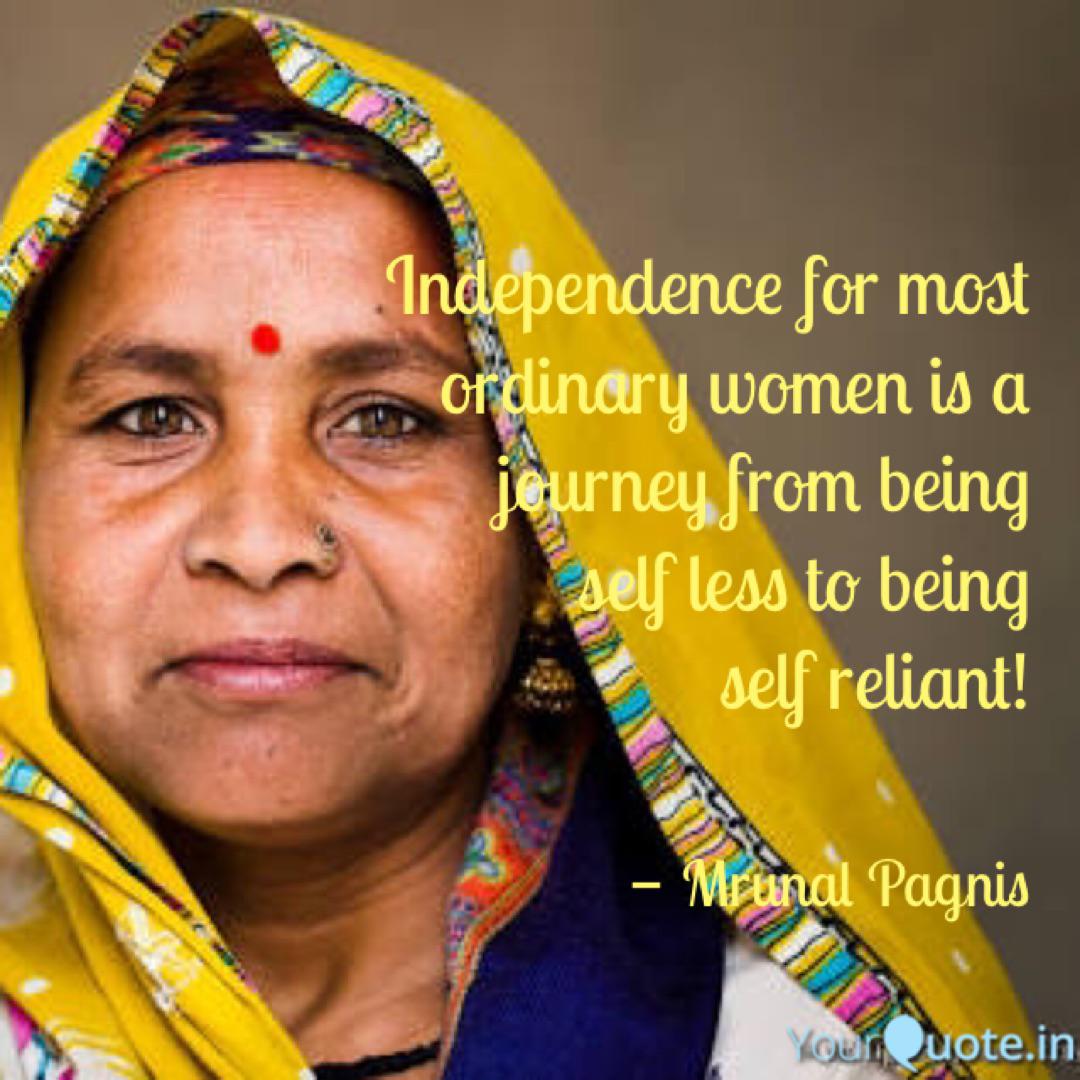 Independence for most
ordinary women is a
journey from being
self less to being
self reliant!
- Mrunal Pagnis
YourQuote.in